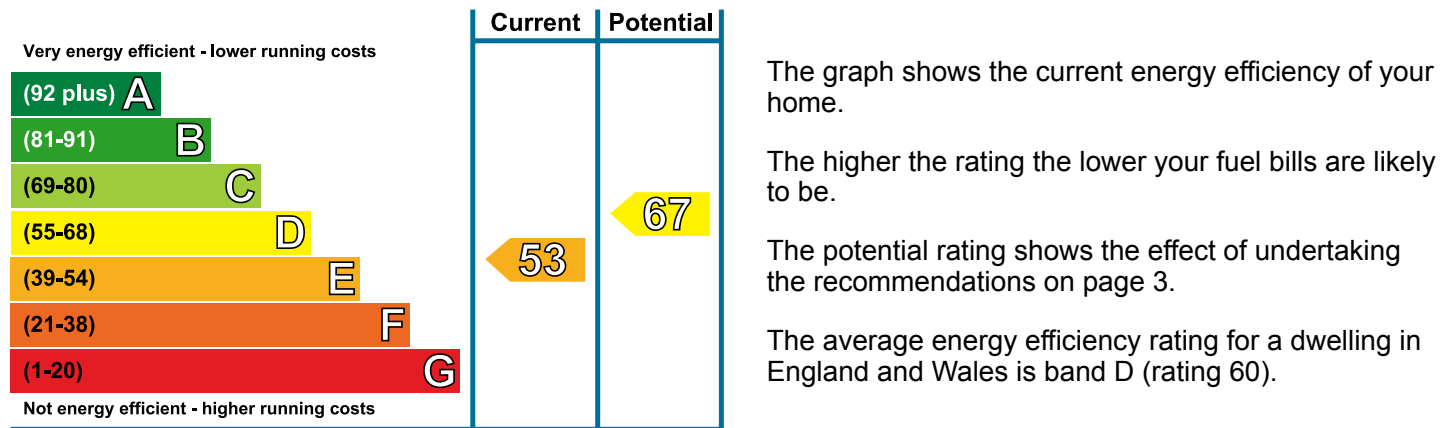 Current Potential
Very energy efficient - lower running costs
(92 plus) A
(81-91) B
(69-80) C
(55-68) D
(39-54) E
(21-38) F
(1-20) G
Not energy efficient - higher running costs
53
67
The graph shows the current energy efficiency of your
home.
The higher the rating the lower your fuel bills are likely
to be.
The potential rating shows the effect of undertaking
the recommendations on page 3.
The average energy efficiency rating for a dwelling in
England and Wales is band D (rating 60).